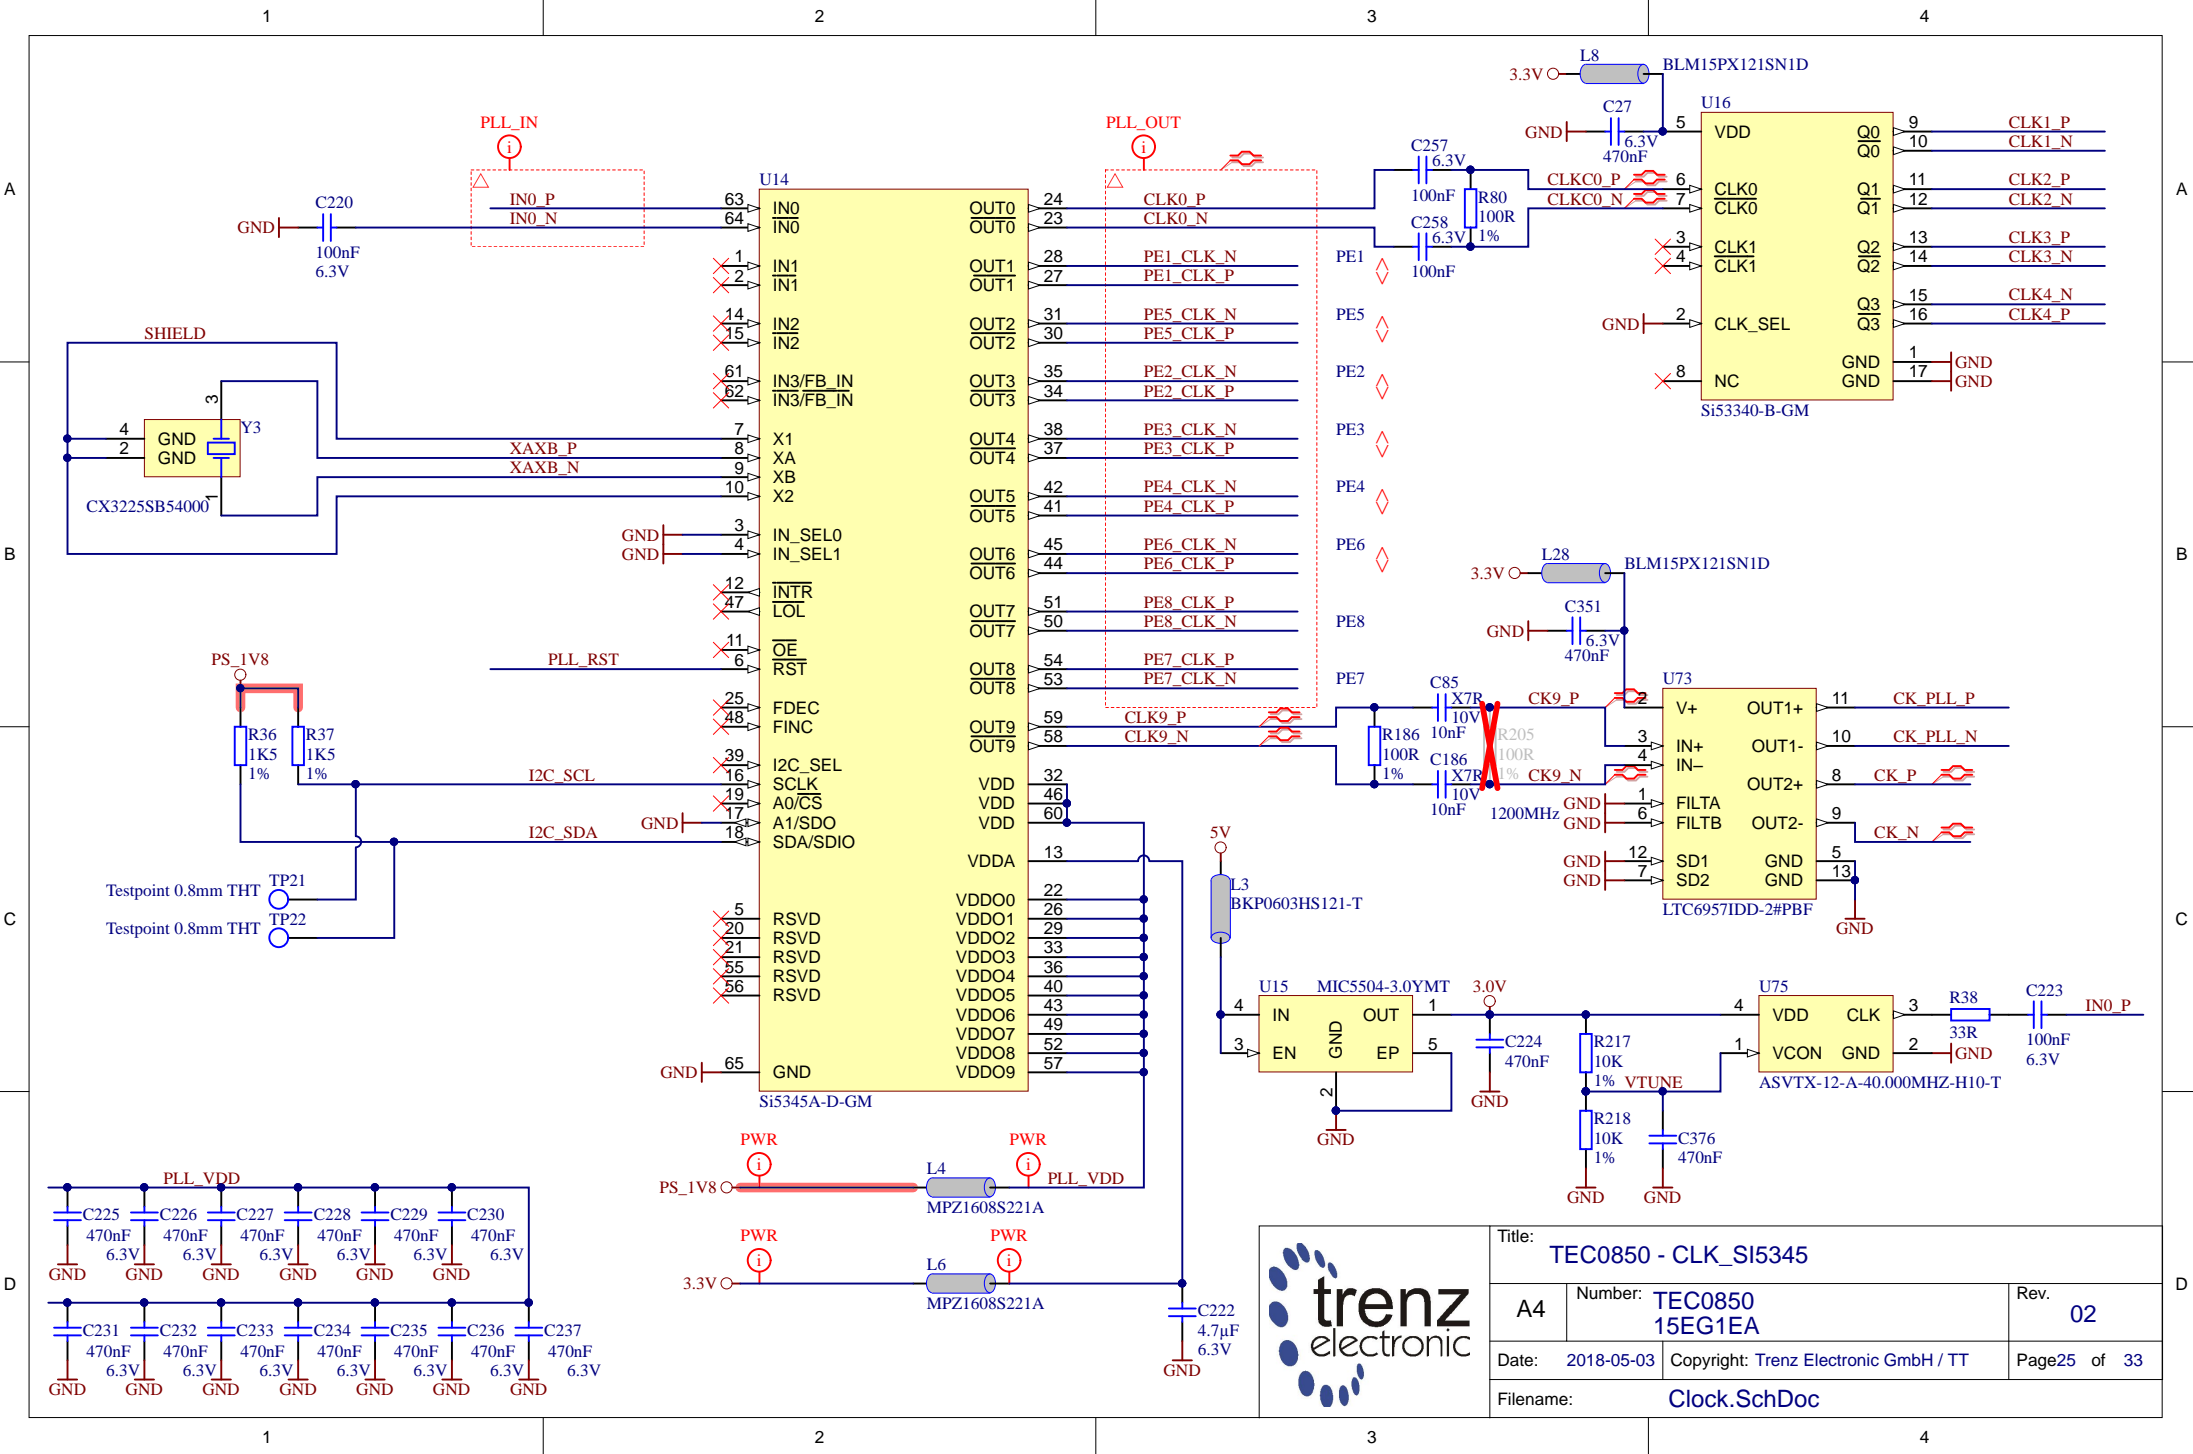 1 2 3 4
A A
B B
C C
D D
1 2 3 4
PLL_IN
IN0_P
IN0_N
GND
C220
100nF
6.3V
SHIELD
4 GND
2 GND
3
1
Y3
CX3225SB54000
XAXB_P
XAXB_N
GND
GND
PLL_RST
PS_1V8
R36
1K5
1%
R37
1K5
1%
I2C_SCL
GND
I2C_SDA
Testpoint 0.8mm THT TP21
Testpoint 0.8mm THT TP22
GND
U14
63 IN0
64 IN0
1 IN1
2 IN1
14 IN2
15 IN2
61 IN3/FB_IN
62 IN3/FB_IN
7 X1
8 XA
9 XB
10 X2
3 IN_SEL0
4 IN_SEL1
12 INTR
47 LOL
11 OE
6 RST
25 FDEC
48 FINC
39 I2C_SEL
16 SCLK
19 A0/CS
17 A1/SDO
18 SDA/SDIO
5 RSVD
20 RSVD
21 RSVD
55 RSVD
56 RSVD
65 GND
OUT0 24 CLK0_P
OUT0 23 CLK0_N
OUT1 28 PE1_CLK_N
OUT1 27 PE1_CLK_P
OUT2 31 PE5_CLK_N
OUT2 30 PE5_CLK_P
OUT3 35 PE2_CLK_N
OUT3 34 PE2_CLK_P
OUT4 38 PE3_CLK_N
OUT4 37 PE3_CLK_P
OUT5 42 PE4_CLK_N
OUT5 41 PE4_CLK_P
OUT6 45 PE6_CLK_N
OUT6 44 PE6_CLK_P
OUT7 51 PE8_CLK_P
OUT7 50 PE8_CLK_N
OUT8 54 PE7_CLK_P
OUT8 53 PE7_CLK_N
OUT9 59 CLK9_P
OUT9 58 CLK9_N
VDD 32
VDD 46
VDD 60
VDDA 13
VDDO0 22
VDDO1 26
VDDO2 29
VDDO3 33
VDDO4 36
VDDO5 40
VDDO6 43
VDDO7 49
VDDO8 52
VDDO9 57
Si5345A-D-GM
PLL_OUT
PE1
PE5
PE2
PE3
PE4
PE6
PE8
PE7
C257
6.3V
100nF
C258
6.3V
100nF
R80
100R
1%
CLKC0_P
CLKC0_N
3.3V
L8
BLM15PX121SN1D
C27
GND
6.3V
470nF
U16
5 VDD
6 CLK0
7 CLK0
3 CLK1
4 CLK1
GND 2 CLK_SEL
8 NC
Q0 9 CLK1_P
Q0 10 CLK1_N
Q1 11 CLK2_P
Q1 12 CLK2_N
Q2 13 CLK3_P
Q2 14 CLK3_N
Q3 15 CLK4_N
Q3 16 CLK4_P
GND 1 GND
GND 17 GND
Si53340-B-GM
3.3V
L28
BLM15PX121SN1D
C351
GND
6.3V
470nF
R186
100R
1%
C85
X7R
10V
10nF
C186
X7R
10V
10nF
R205
100R
1%
CK9_P
CK9_N
1200MHz
U73
2 V+
3 IN+
4 IN–
GND 1 FILTA
GND 6 FILTB
GND 12 SD1
GND 7 SD2
OUT1+ 11 CK_PLL_P
OUT1- 10 CK_PLL_N
OUT2+ 8 CK_P
OUT2- 9 CK_N
GND 5
GND 13
GND
LTC6957IDD-2#PBF
5V
L3
BKP0603HS121-T
U15
MIC5504-3.0YMT
4 IN
3 EN
GND
2
OUT 1
EP 5
GND
3.0V
C224
470nF
GND
R217
10K
1%
VTUNE
R218
10K
1%
GND
C376
470nF
GND
U75
4 VDD
1 VCON
CLK 3
GND 2 GND
ASVTX-12-A-40.000MHZ-H10-T
R38
33R
C223
100nF
6.3V
IN0_P
PWR PWR
PS_1V8
L4
MPZ1608S221A
PLL_VDD
PWR PWR
3.3V
L6
MPZ1608S221A
C222
4.7µF
6.3V
GND
PLL_VDD
C225 C226 C227 C228 C229 C230
470nF 470nF 470nF 470nF 470nF 470nF
6.3V 6.3V 6.3V 6.3V 6.3V 6.3V
GND GND GND GND GND GND
C231 C232 C233 C234 C235 C236 C237
470nF 470nF 470nF 470nF 470nF 470nF 470nF
6.3V 6.3V 6.3V 6.3V 6.3V 6.3V 6.3V
GND GND GND GND GND GND GND
trenz
electronic
Title:
TEC0850 - CLK_SI5345
A4
Number: TEC0850
15EG1EA
Rev.
02
Date: 2018-05-03
Copyright: Trenz Electronic GmbH / TT
Page25 of 33
Filename: Clock.SchDoc